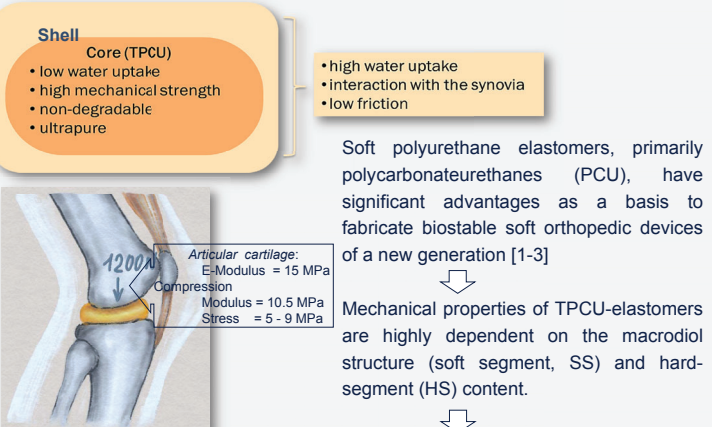 Shell
Core (TPCU)
• low water uptake
• high mechanical strength
• non-degradable
• ultrapure
• high water uptake
• interaction with the synovia
• low friction
Soft polyurethane elastomers, primarily
polycarbonateurethanes (PCU), have
significant advantages as a basis to
fabricate biostable soft orthopedic devices
of a new generation [1-3]
1200N
Articular cartilage:
E-Modulus = 15 MPa
Compression
Modulus = 10.5 MPa
Stress = 5 - 9 MPa
Mechanical properties of TPCU-elastomers
are highly dependent on the macrodiol
structure (soft segment, SS) and hard-
segment (HS) content.